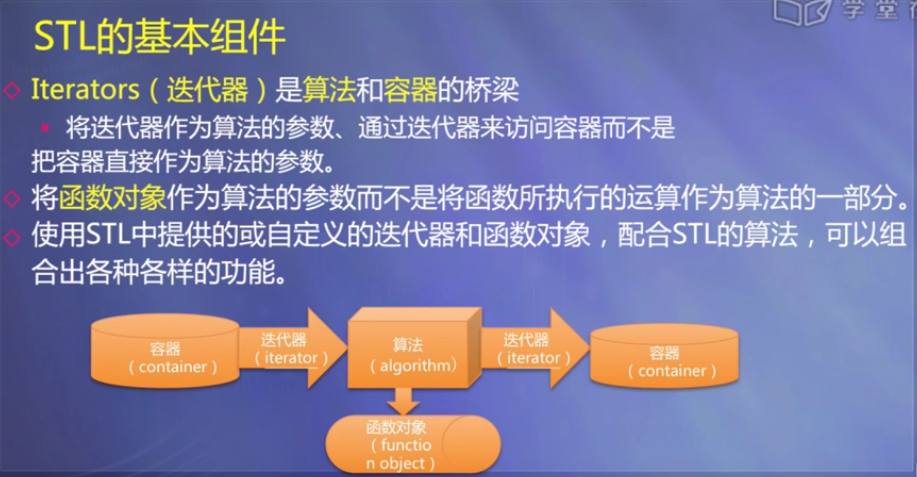 学堂
STL的基本组件
Iterators（迭代器）是算法和容器的桥梁
将迭代器作为算法的参数、通过迭代器来访问容器而不是
把容器直接作为算法的参数。
将函数对象作为算法的参数而不是将函数所执行的运算作为算法的一部分。
使用STL中提供的或自定义的迭代器和函数对象，配合STL的算法，可以组
合出各种各样的功能。
容器
（container）
迭代器
（iterator）
算法
（algorithm）
迭代器
（iterator）
容器
（container）
函数对象
（functio
n object）